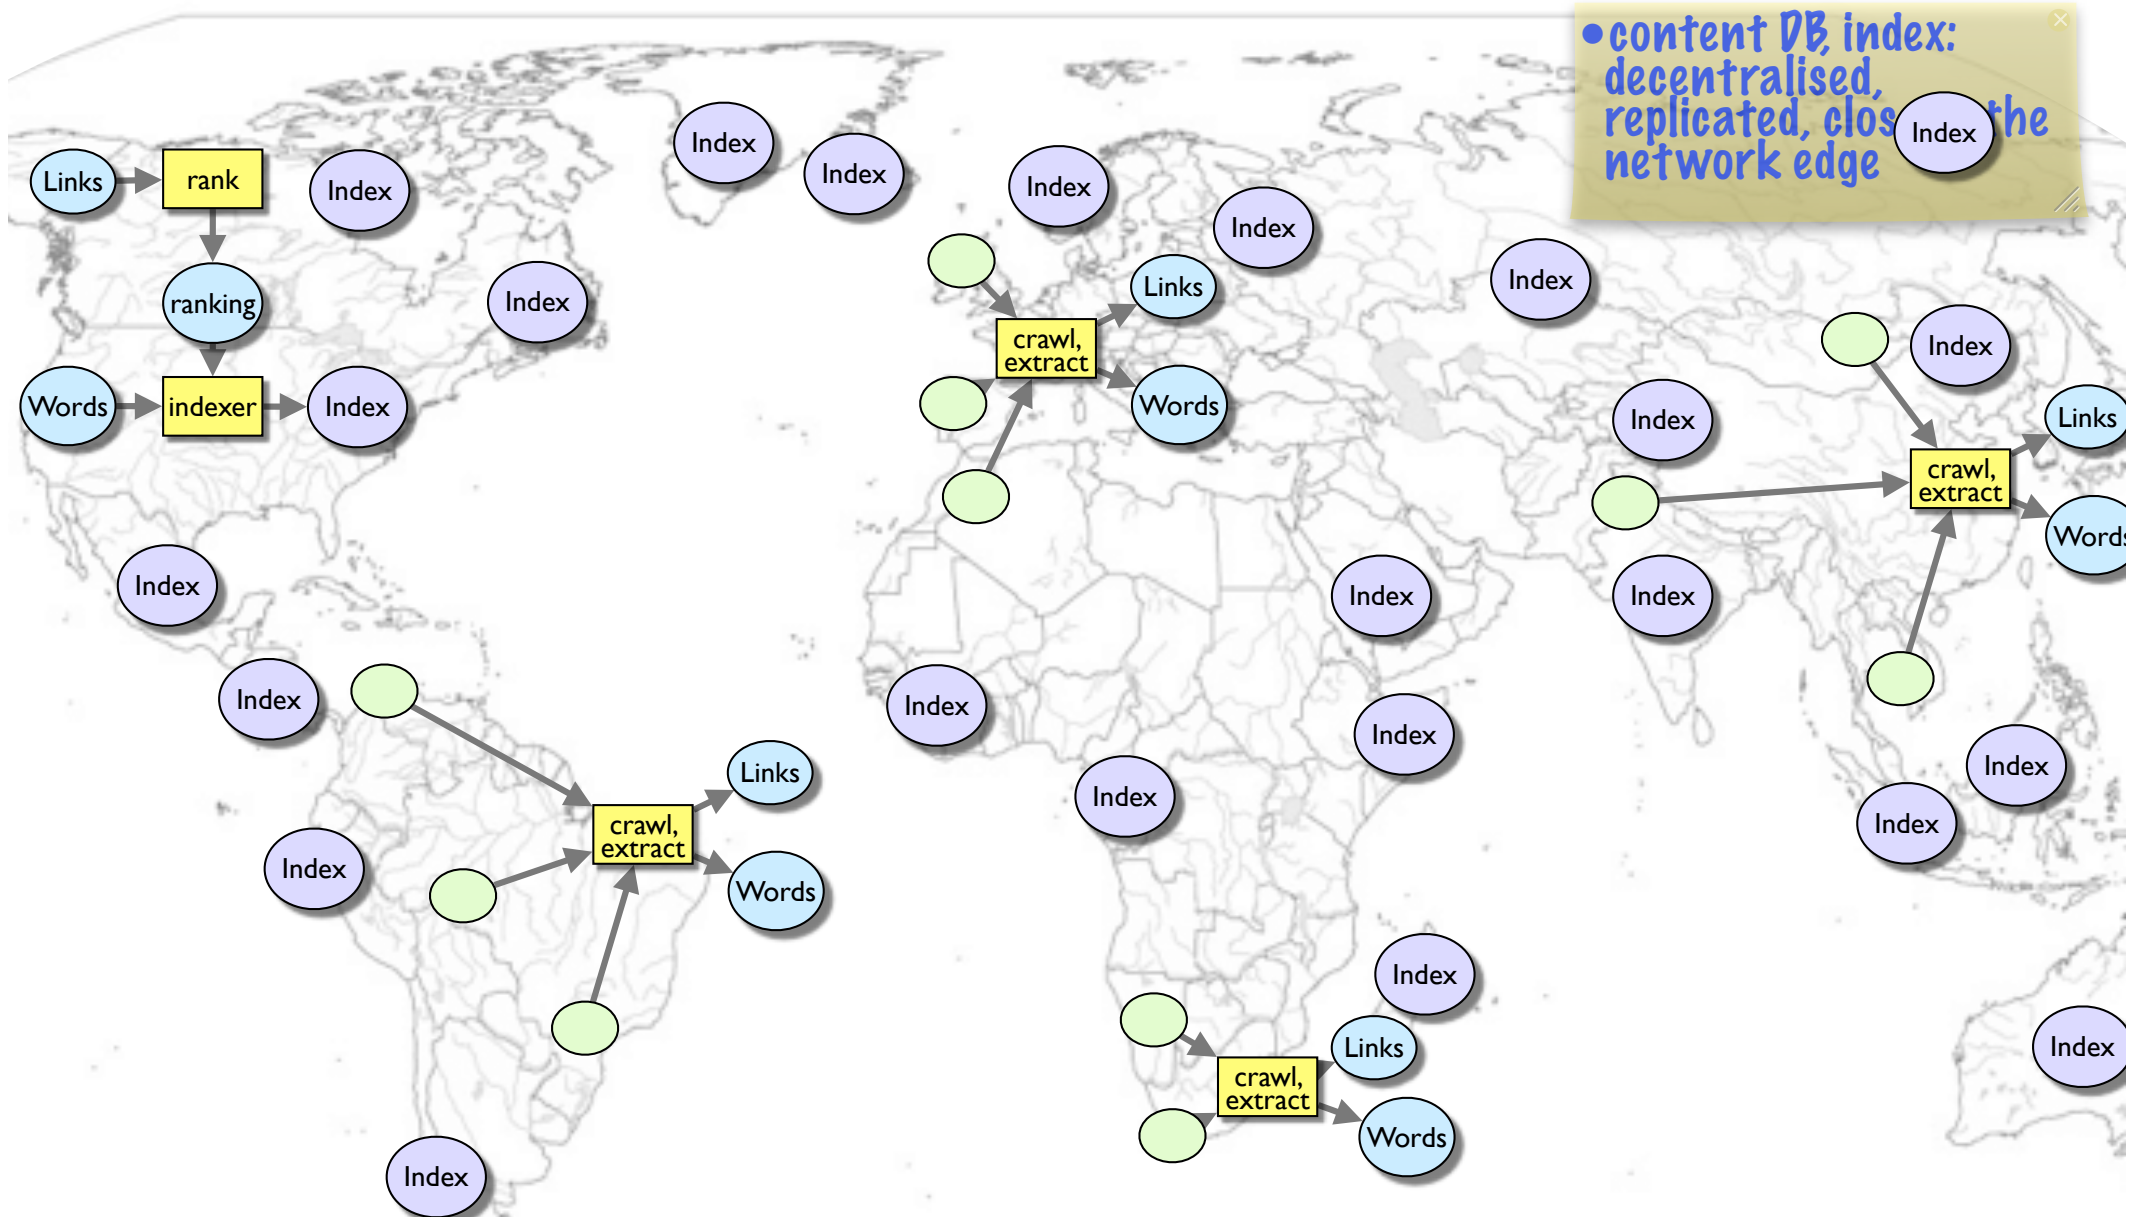 •content DB, index:
decentralised,
replicated, clos the
network edge
Index
Index
Index
Links
rank
Index
Index
Index
Index
Links
ranking
Index
Index
crawl,
extract
Index
Words
indexer
Index
Words
Index
Links
crawl,
extract
Words
Index
Index
Index
Index
Index
Index
Links
Index
Index
crawl,
extract
Index
Index
Words
Index
Index
Links
Index
crawl,
extract
Words
Index